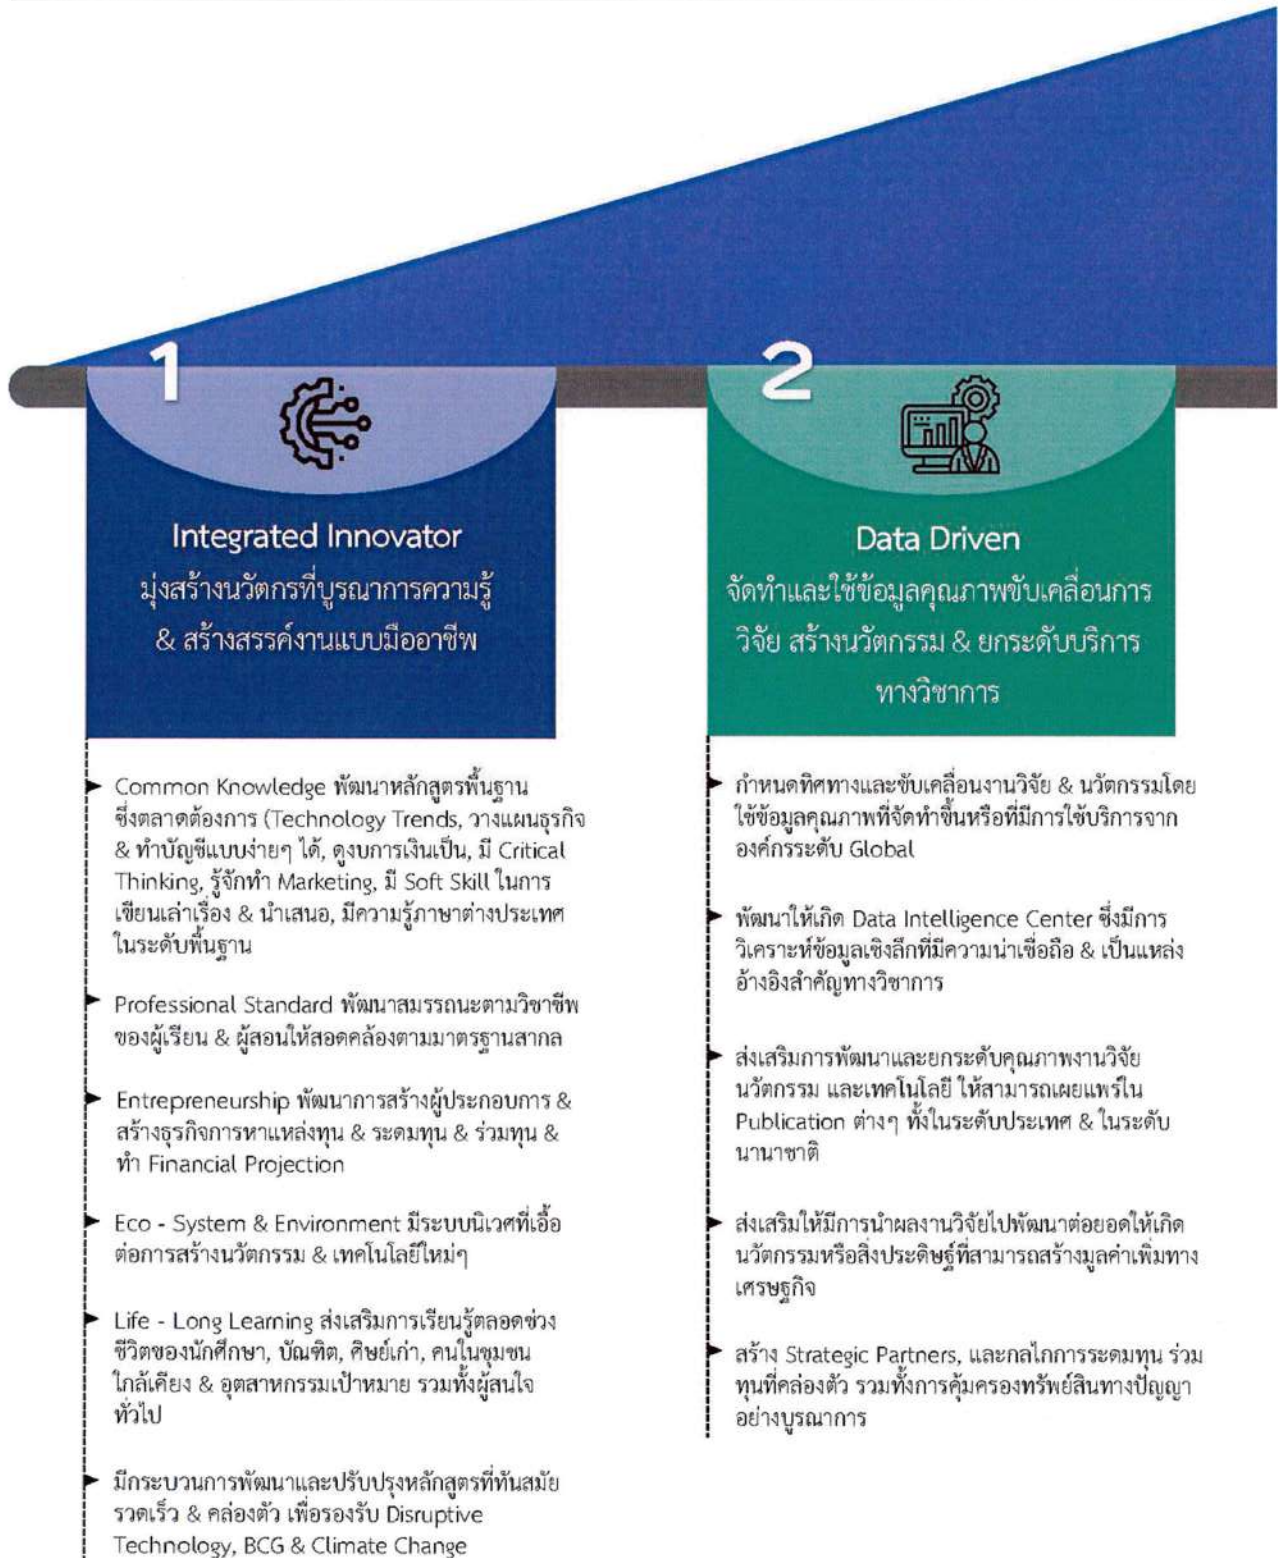 1
Integrated Innovator
มุ่งสร้างนวัตกรที่บูรณาการความรู้
& สร้างสรรค์งานแบบมืออาชีพ
Common Knowledge พัฒนาหลักสูตรพื้นฐาน
ซึ่งตลาดต้องการ (Technology Trends, วางแผนธุรกิจ
& ทำบัญชีแบบง่ายๆ ได้, ดูงบการเงินเป็น, มี Critical
Thinking, รู้จักทำ Marketing, มี Soft Skill ในการ
เขียนเล่าเรื่อง & นำเสนอ, มีความรู้ภาษาต่างประเทศ
ในระดับพื้นฐาน
Professional Standard พัฒนาสมรรถนะตามวิชาชีพ
ของผู้เรียน & ผู้สอนให้สอดคล้องตามมาตรฐานสากล
Entrepreneurship พัฒนาการสร้างผู้ประกอบการ &
สร้างธุรกิจการหาแหล่งทุน & ระดมทุน & ร่วมทุน &
ทำ Financial Projection
Eco - System & Environment มีระบบนิเวศที่เอื้อ
ต่อการสร้างนวัตกรรม & เทคโนโลยีใหม่ๆ
Life - Long Learning ส่งเสริมการเรียนรู้ตลอดช่วง
ชีวิตของนักศึกษา, บัณฑิต, ศิษย์เก่า, คนในชุมชน
ใกล้เคียง & อุตสาหกรรมเป้าหมาย รวมทั้งผู้สนใจ
ทั่วไป
มีกระบวนการพัฒนาและปรับปรุงหลักสูตรที่ทันสมัย
รวดเร็ว & คล่องตัว เพื่อรองรับ Disruptive
Technology, BCG & Climate Change
2
Data Driven
จัดทำและใช้ข้อมูลคุณภาพขับเคลื่อนการ
วิจัย สร้างนวัตกรรม & ยกระดับบริการ
ทางวิชาการ
กำหนดทิศทางและขับเคลื่อนงานวิจัย & นวัตกรรมโดย
ใช้ข้อมูลคุณภาพที่จัดทำขึ้นหรือที่มีการใช้บริการจาก
องค์กรระดับ Global
พัฒนาให้เกิด Data Intelligence Center ซึ่งมีการ
วิเคราะห์ข้อมูลเชิงลึกที่มีความน่าเชื่อถือ & เป็นแหล่ง
อ้างอิงสำคัญทางวิชาการ
ส่งเสริมการพัฒนาและยกระดับคุณภาพงานวิจัย
นวัตกรรม และเทคโนโลยี ให้สามารถเผยแพร่ใน
Publication ต่างๆ ทั้งในระดับประเทศ & ในระดับ
นานาชาติ
ส่งเสริมให้มีการนำผลงานวิจัยไปพัฒนาต่อยอดให้เกิด
นวัตกรรมหรือสิ่งประดิษฐ์ที่สามารถสร้างมูลค่าเพิ่มทาง
เศรษฐกิจ
สร้าง Strategic Partners, และกลไกการระดมทุน ร่วม
ทุนที่คล่องตัว รวมทั้งการคุ้มครองทรัพย์สินทางปัญญา
อย่างบูรณาการ